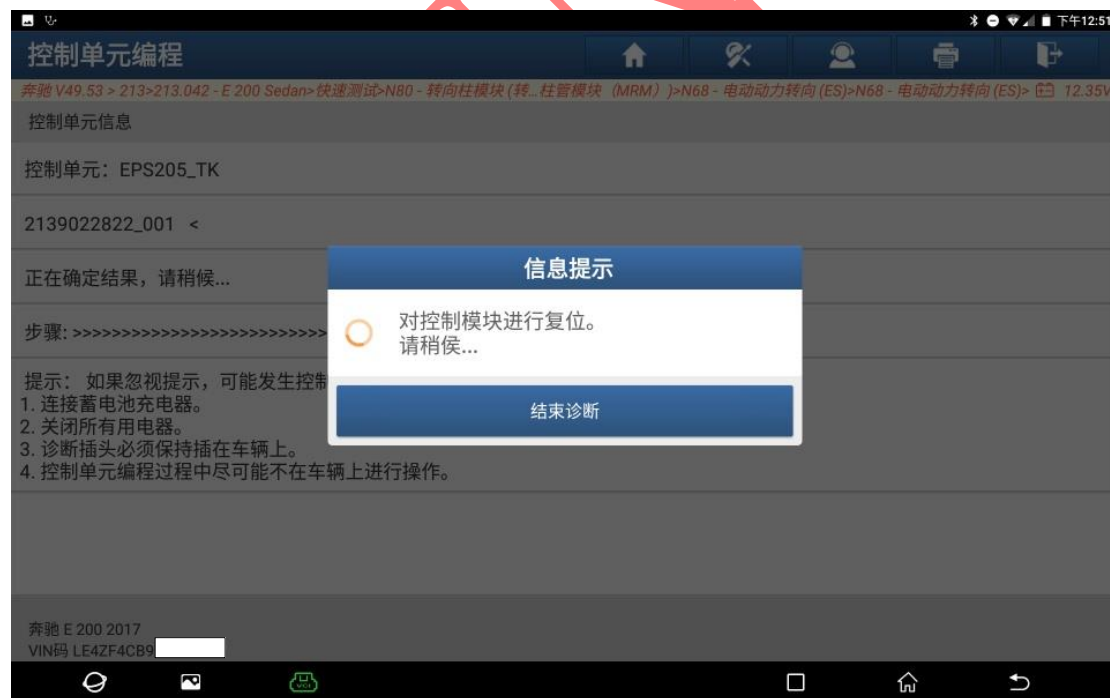 下午12:51
控制单元编程
奔驰 V49.53 > 213>213.042 - E 200 Sedan>快速测试>N80 - 转向柱模块 (转...柱管模块（MRM）)>N68 - 电动动力转向 (ES)>N68 - 电动动力转向 (ES)> 12.35V
控制单元信息
控制单元：EPS205_TK
2139022822_001 <
正在确定结果，请稍候...
步骤: >>>>>>>>>>>>>>>>>>>>>>>>>>
提示： 如果忽视提示，可能发生控制
1. 连接蓄电池充电器。
2. 关闭所有用电器。
3. 诊断插头必须保持插在车辆上。
4. 控制单元编程过程中尽可能不在车辆上进行操作。
信息提示
对控制模块进行复位。
请稍侯...
结束诊断
奔驰 E 200 2017
VIN码 LE4ZF4CB9
VCI